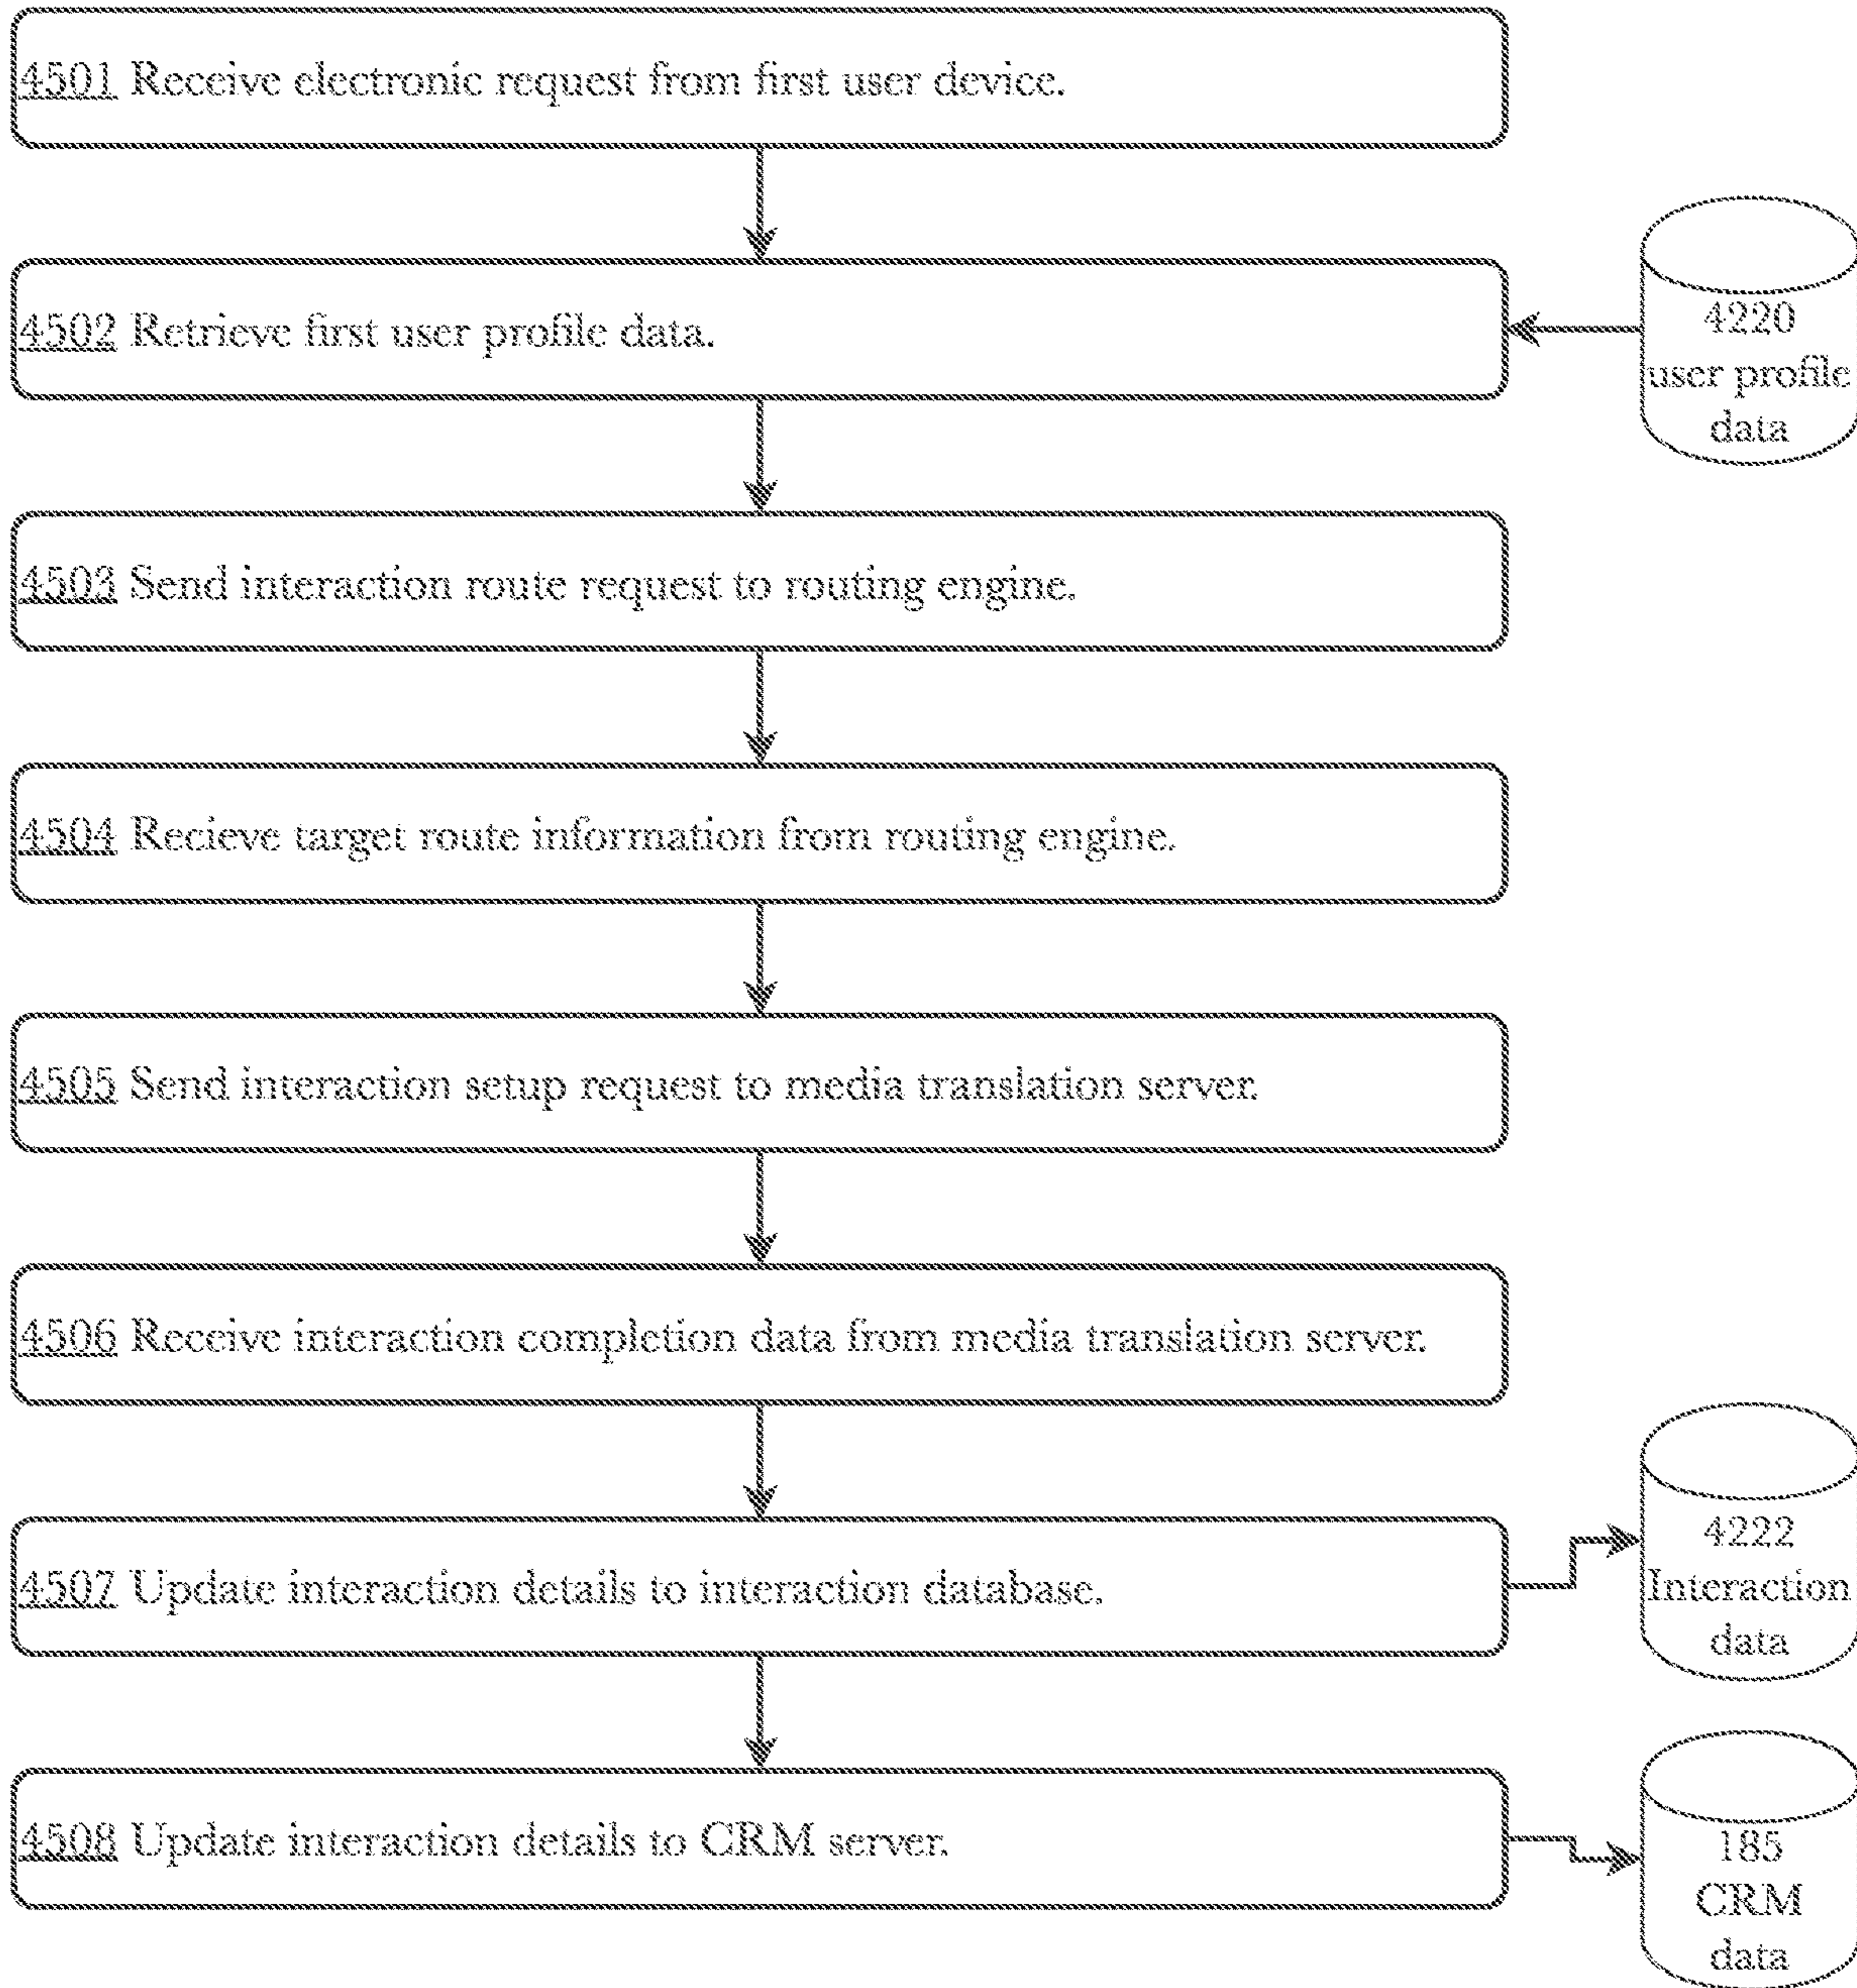 4501 Receive electronic request from first user device.
4502 Retrieve first user profile data.
4220
user profile
data
4503 Send interaction route request to routing engine.
4504 Recieve target route information from routing engine.
4505 Send interaction setup request to media translation server.
4506 Receive interaction completion data from media translation server.
4507 Update interaction details to interaction database.
4222
Interaction
data
4508 Update interaction details to CRM server.
185
CRM
data